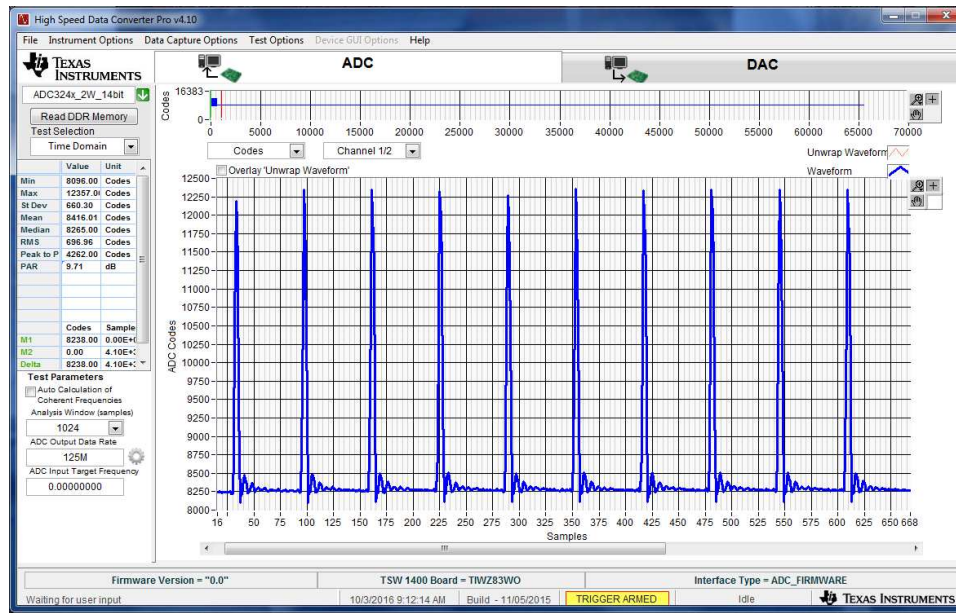 High Speed Data Converter Pro v4.10
File Instrument Options Data Capture Options Test Options Device GUI Options Help
TEXAS INSTRUMENTS
ADC
DAC
ADC324x_2W_14bit
Read DDR Memory
Test Selection
Time Domain
Value Unit
Min 8096.00 Codes
Max 12357.0( Codes
St Dev 660.30 Codes
Mean 8416.01 Codes
Median 8265.00 Codes
RMS 696.96 Codes
Peak to P 4262.00 Codes
PAR 9.71 dB
Codes Sample
M1 8238.00 0.00E+(
M2 0.00 4.10E+:
Delta 8238.00 4.10E+:
Test Parameters
Auto Calculation of
Coherent Frequencies
Analysis Window (samples)
1024
ADC Output Data Rate
125M
ADC Input Target Frequency
0.00000000
Codes
16383
0
0 5000 10000 15000 20000 25000 30000 35000 40000 45000 50000 55000 60000 65000 70000
Codes Channel 1/2
Unwrap Waveform
Overlay 'Unwrap Waveform'
Waveform
ADC Codes
12500
12250
12000
11750
11500
11250
11000
10750
10500
10250
10000
9750
9500
9250
9000
8750
8500
8250
8000
16 50 75 100 125 150 175 200 225 250 275 300 325 350 375 400 425 450 475 500 525 550 575 600 625 650 668
Samples
Firmware Version = "0.0" TSW 1400 Board = TIWZ83WO Interface Type = ADC_FIRMWARE
Waiting for user input 10/3/2016 9:12:14 AM Build - 11/05/2015 TRIGGER ARMED Idle TEXAS INSTRUMENTS